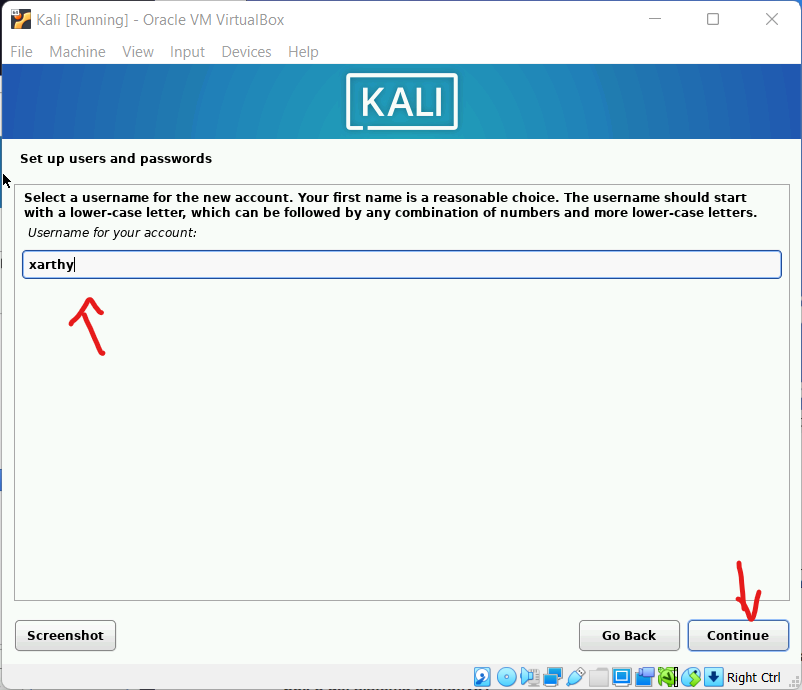 Kali [Running] - Oracle VM VirtualBox
File Machine View Input Devices Help
KALI
Set up users and passwords
Select a username for the new account. Your first name is a reasonable choice. The username should start
with a lower-case letter, which can be followed by any combination of numbers and more lower-case letters.
Username for your account:
xarthy
Screenshot Go Back Continue
Right Ctrl